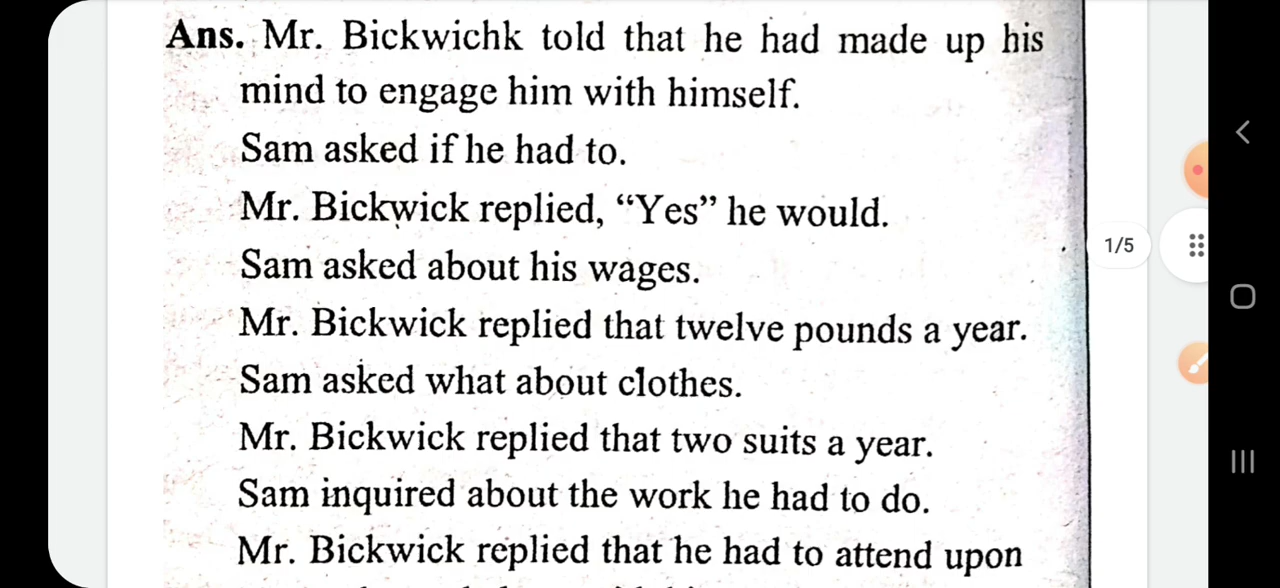 Ans. Mr. Bickwichk told that he had made up his
mind to engage him with himself.
Sam asked if he had to.
Mr. Bickwick replied, “Yes” he would.
Sam asked about his wages.
1/5
Mr. Bickwick replied that twelve pounds a year.
Sam asked what about clothes.
Mr. Bickwick replied that two suits a year.
Sam inquired about the work he had to do.
Mr. Bickwick replied that he had to attend upon